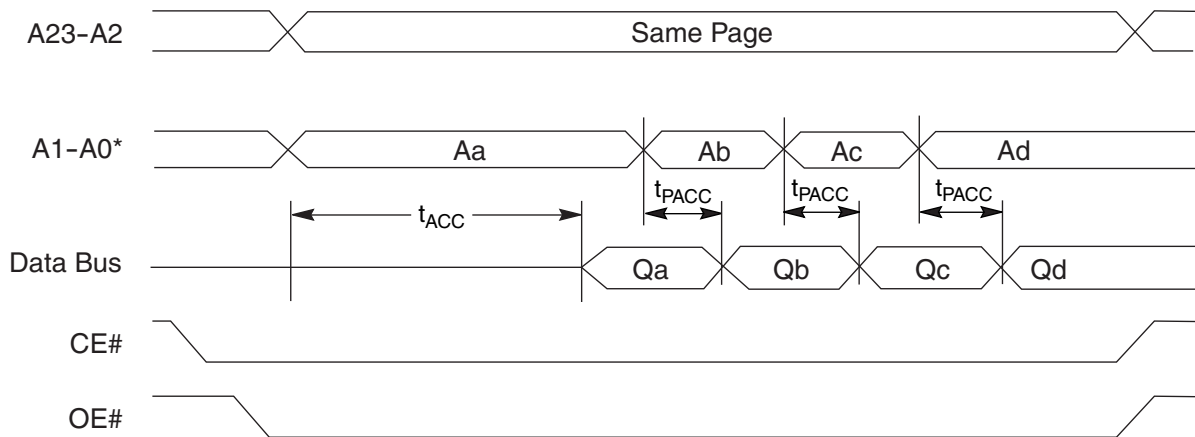 A23–A2 Same Page
A1–A0* Aa Ab Ac Ad
tPACC tPACC tPACC
tACC
Data Bus Qa Qb Qc Qd
CE#
OE#